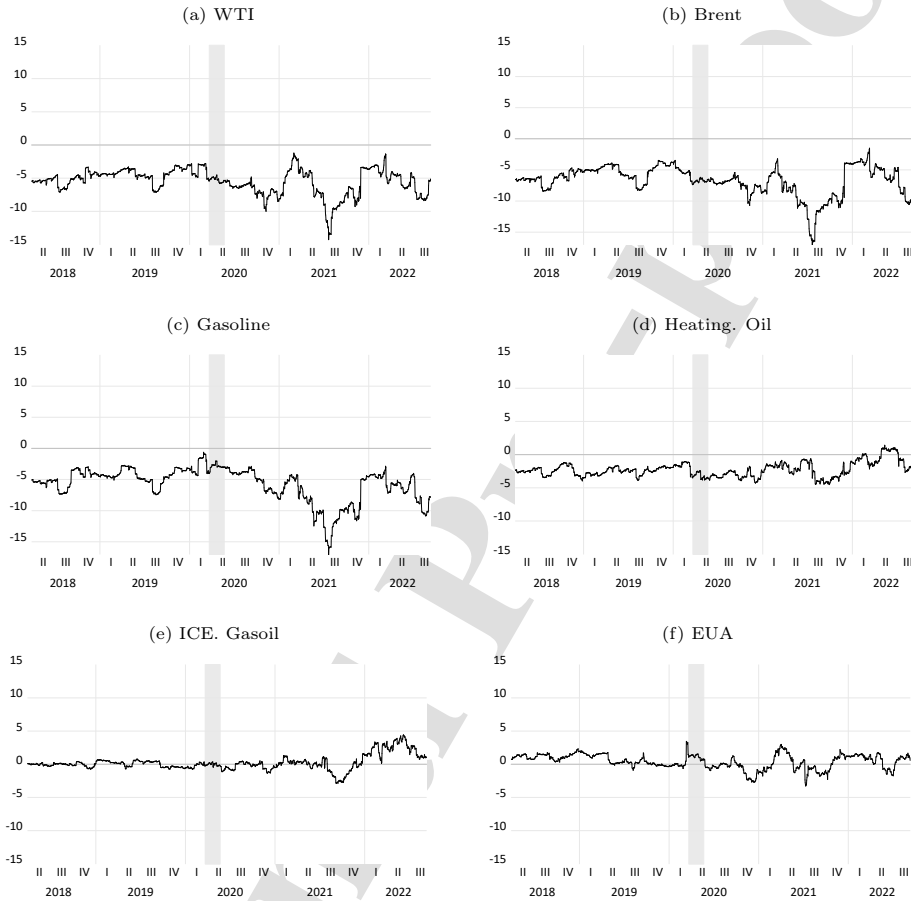 (a) WTI
(b) Brent
15
10
5
0
-5
-10
-15
II III IV I II III IV I II III IV I II III IV I II III
2018 2019 2020 2021 2022
15
10
5
0
-5
-10
-15
II III IV I II III IV I II III IV I II III IV I II III
2018 2019 2020 2021 2022
(c) Gasoline
(d) Heating. Oil
15
10
5
0
-5
-10
-15
II III IV I II III IV I II III IV I II III IV I II III
2018 2019 2020 2021 2022
15
10
5
0
-5
-10
-15
II III IV I II III IV I II III IV I II III IV I II III
2018 2019 2020 2021 2022
(e) ICE. Gasoil
(f) EUA
15
10
5
0
-5
-10
-15
II III IV I II III IV I II III IV I II III IV I II III
2018 2019 2020 2021 2022
15
10
5
0
-5
-10
-15
II III IV I II III IV I II III IV I II III IV I II III
2018 2019 2020 2021 2022